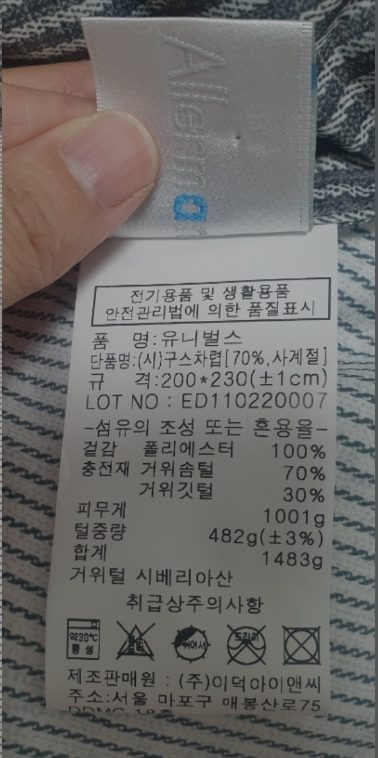 전기용품 및 생활용품
안전관리법에 의한 품질표시
품 명:유니벌스
단품명:(시)구스차렵[70%,사계절]
규 격:200*230(±1cm)
LOT NO : ED110220007
-섬유의 조성 또는 혼용율-
겉감 폴리에스터 100%
충전재 거위솜털 70%
거위깃털 30%
피무게 1001g
털중량 482g(±3%)
합계 1483g
거위털 시베리아산
취급상주의사항
약30℃
중성
뉘어서
드라이
제조판매원 : (주)이덕아이앤씨
주소:서울 마포구 매봉산로75